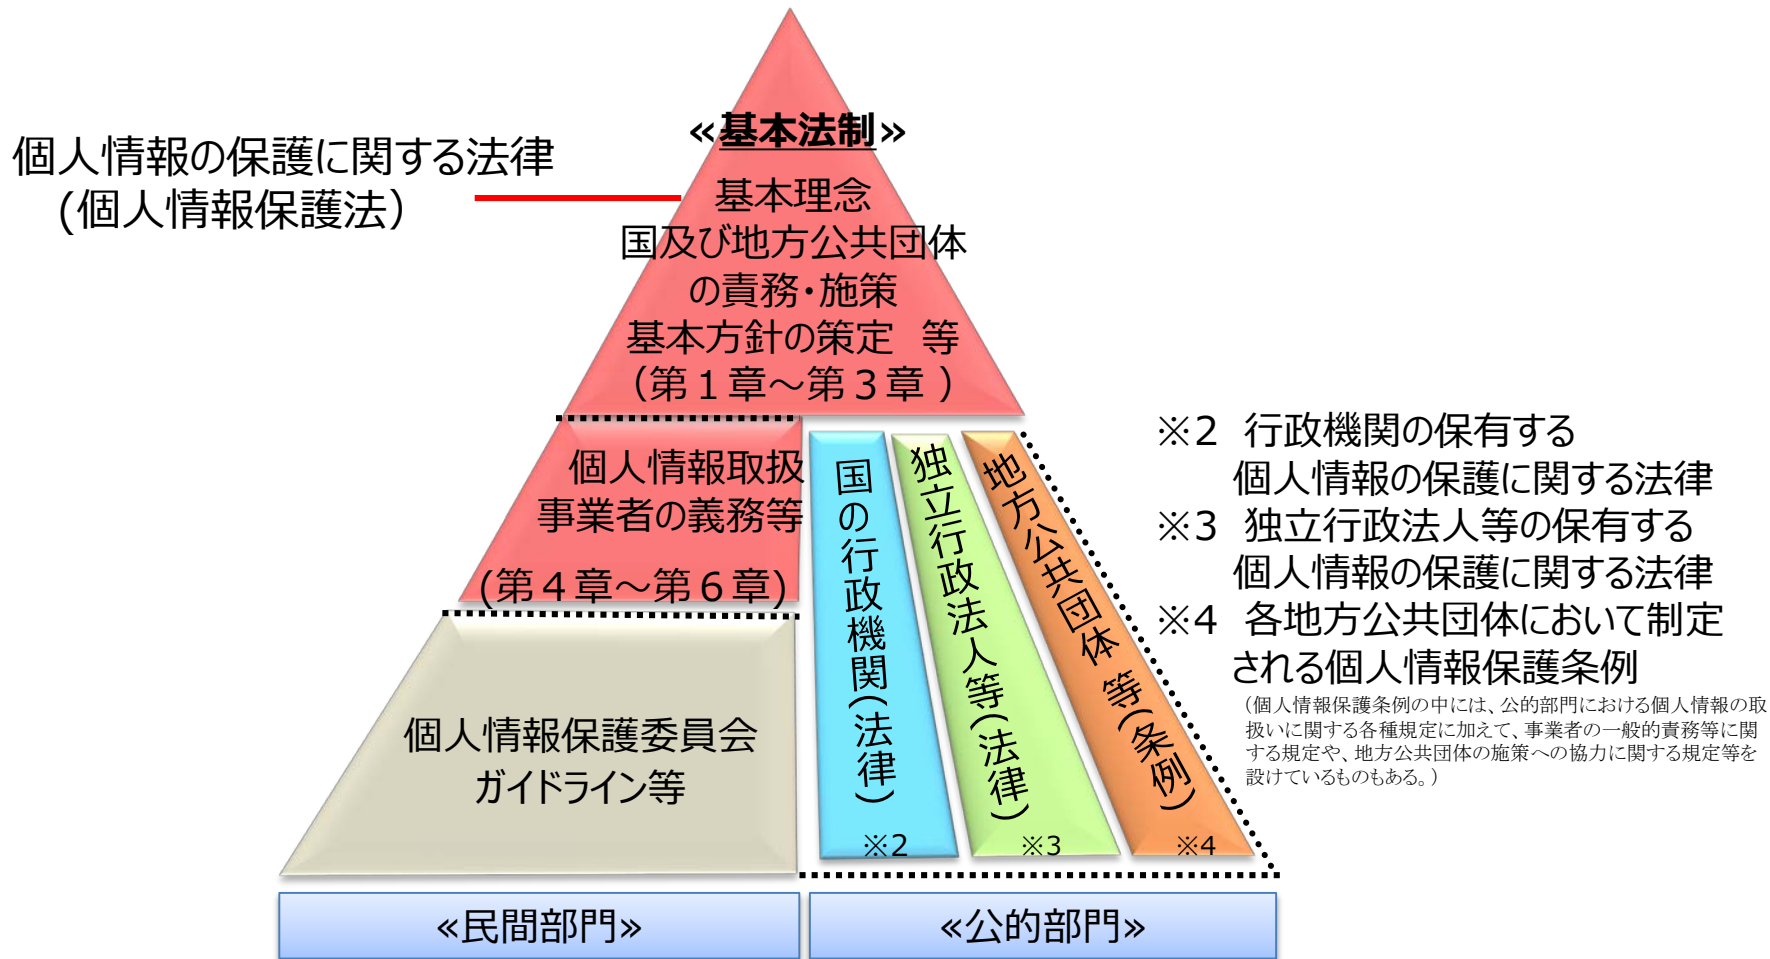 «基本法制»
個人情報の保護に関する法律
(個人情報保護法）
基本理念
国及び地方公共団体
の責務・施策
基本方針の策定　等
（第１章～第３章 ）
個人情報取扱
事業者の義務等
(第４章～第６章)
個人情報保護委員会
ガイドライン等
国の行政機関(法律)
※2
独立行政法人等(法律)
※3
地方公共団体 等(条例)
※4
※2 行政機関の保有する
個人情報の保護に関する法律
※3 独立行政法人等の保有する
個人情報の保護に関する法律
※4 各地方公共団体において制定
される個人情報保護条例
（個人情報保護条例の中には、公的部門における個人情報の取
扱いに関する各種規定に加えて、事業者の一般的責務等に関
する規定や、地方公共団体の施策への協力に関する規定等を
設けているものもある。）
«民間部門»
«公的部門»